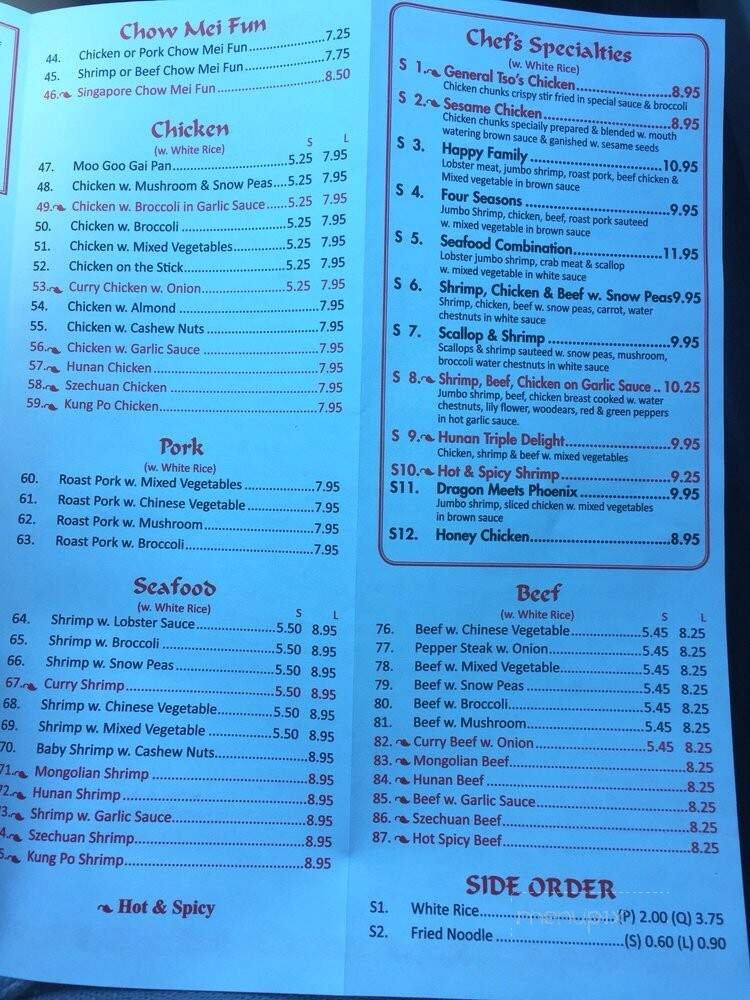 Chow Mei Fun
44. Chicken or Pork Chow Mei Fun 7.25
45. Shrimp or Beef Chow Mei Fun 7.75
46. Singapore Chow Mei Fun 8.50
Chicken
(w. White Rice) S L
47. Moo Goo Gai Pan 5.25 7.95
48. Chicken w. Mushroom & Snow Peas 5.25 7.95
49. Chicken w. Broccoli in Garlic Sauce 5.25 7.95
50. Chicken w. Broccoli 5.25 7.95
51. Chicken w. Mixed Vegetables 5.25 7.95
52. Chicken on the Stick 5.25 7.95
53. Curry Chicken w. Onion 5.25 7.95
54. Chicken w. Almond 7.95
55. Chicken w. Cashew Nuts 7.95
56. Chicken w. Garlic Sauce 7.95
57. Hunan Chicken 7.95
58. Szechuan Chicken 7.95
59. Kung Po Chicken 7.95
Pork
(w. White Rice)
60. Roast Pork w. Mixed Vegetables 7.95
61. Roast Pork w. Chinese Vegetable 7.95
62. Roast Pork w. Mushroom 7.95
63. Roast Pork w. Broccoli 7.95
Seafood
(w. White Rice) S L
64. Shrimp w. Lobster Sauce 5.50 8.95
65. Shrimp w. Broccoli 5.50 8.95
66. Shrimp w. Snow Peas 5.50 8.95
67. Curry Shrimp 5.50 8.95
68. Shrimp w. Chinese Vegetable 5.50 8.95
69. Shrimp w. Mixed Vegetable 5.50 8.95
70. Baby Shrimp w. Cashew Nuts 8.95
71. Mongolian Shrimp 8.95
72. Hunan Shrimp 8.95
3. Shrimp w. Garlic Sauce 8.95
4. Szechuan Shrimp 8.95
5. Kung Po Shrimp 8.95
Hot & Spicy
Chef's Specialties
(w. White Rice)
S 1. General Tso's Chicken 8.95
Chicken chunks crispy stir fried in special sauce & broccoli
S 2. Sesame Chicken 8.95
Chicken chunks specially prepared & blended w. mouth
watering brown sauce & ganished w. sesame seeds
S 3. Happy Family 10.95
Lobster meat, jumbo shrimp, roast pork, beef chicken &
Mixed vegetable in brown sauce
S 4. Four Seasons 9.95
Jumbo Shrimp, chicken, beef, roast pork sauteed
w. mixed vegetable in brown sauce
S 5. Seafood Combination 11.95
Lobster jumbo shrimp, crab meat & scallop
w. mixed vegetable in white sauce
S 6. Shrimp, Chicken & Beef w. Snow Peas 9.95
Shrimp, chicken, beef w. snow peas, carrot, water
chestnuts in white sauce
S 7. Scallop & Shrimp 9.95
Scallops & shrimp sauteed w. snow peas, mushroom,
broccoli water chestnuts in white sauce
S 8. Shrimp, Beef, Chicken on Garlic Sauce 10.25
Jumbo shrimp, beef, chicken breast cooked w. water
chestnuts, lily flower, woodears, red & green peppers
in hot garlic sauce.
S 9. Hunan Triple Delight 9.95
Chicken, shrimp & beef w. mixed vegetables
S10. Hot & Spicy Shrimp 9.25
S11. Dragon Meets Phoenix 9.95
Jumbo shrimp, sliced chicken w. mixed vegetables
in brown sauce
S12. Honey Chicken 8.95
Beef
(w. White Rice) S L
76. Beef w. Chinese Vegetable 5.45 8.25
77. Pepper Steak w. Onion 5.45 8.25
78. Beef w. Mixed Vegetable 5.45 8.25
79. Beef w. Snow Peas 5.45 8.25
80. Beef w. Broccoli 5.45 8.25
81. Beef w. Mushroom 5.45 8.25
82. Curry Beef w. Onion 5.45 8.25
83. Mongolian Beef 8.25
84. Hunan Beef 8.25
85. Beef w. Garlic Sauce 8.25
86. Szechuan Beef 8.25
87. Hot Spicy Beef 8.25
SIDE ORDER
S1. White Rice (P) 2.00 (Q) 3.75
menupix
S2. Fried Noodle (S) 0.60 (L) 0.90